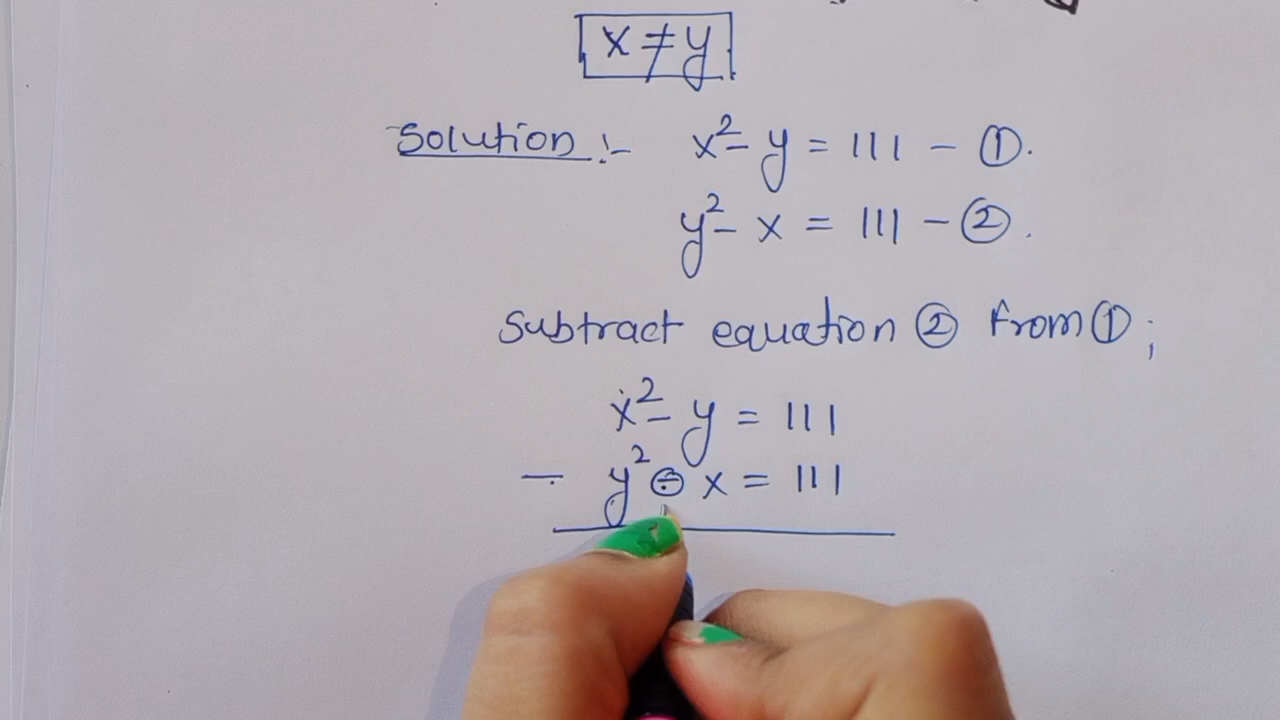 x ≠ y
Solution :- x² - y = 111 - ①.
y² - x = 111 - ②.
Subtract equation ② from ① ;
x² - y = 111
- y² ⊖ x = 111